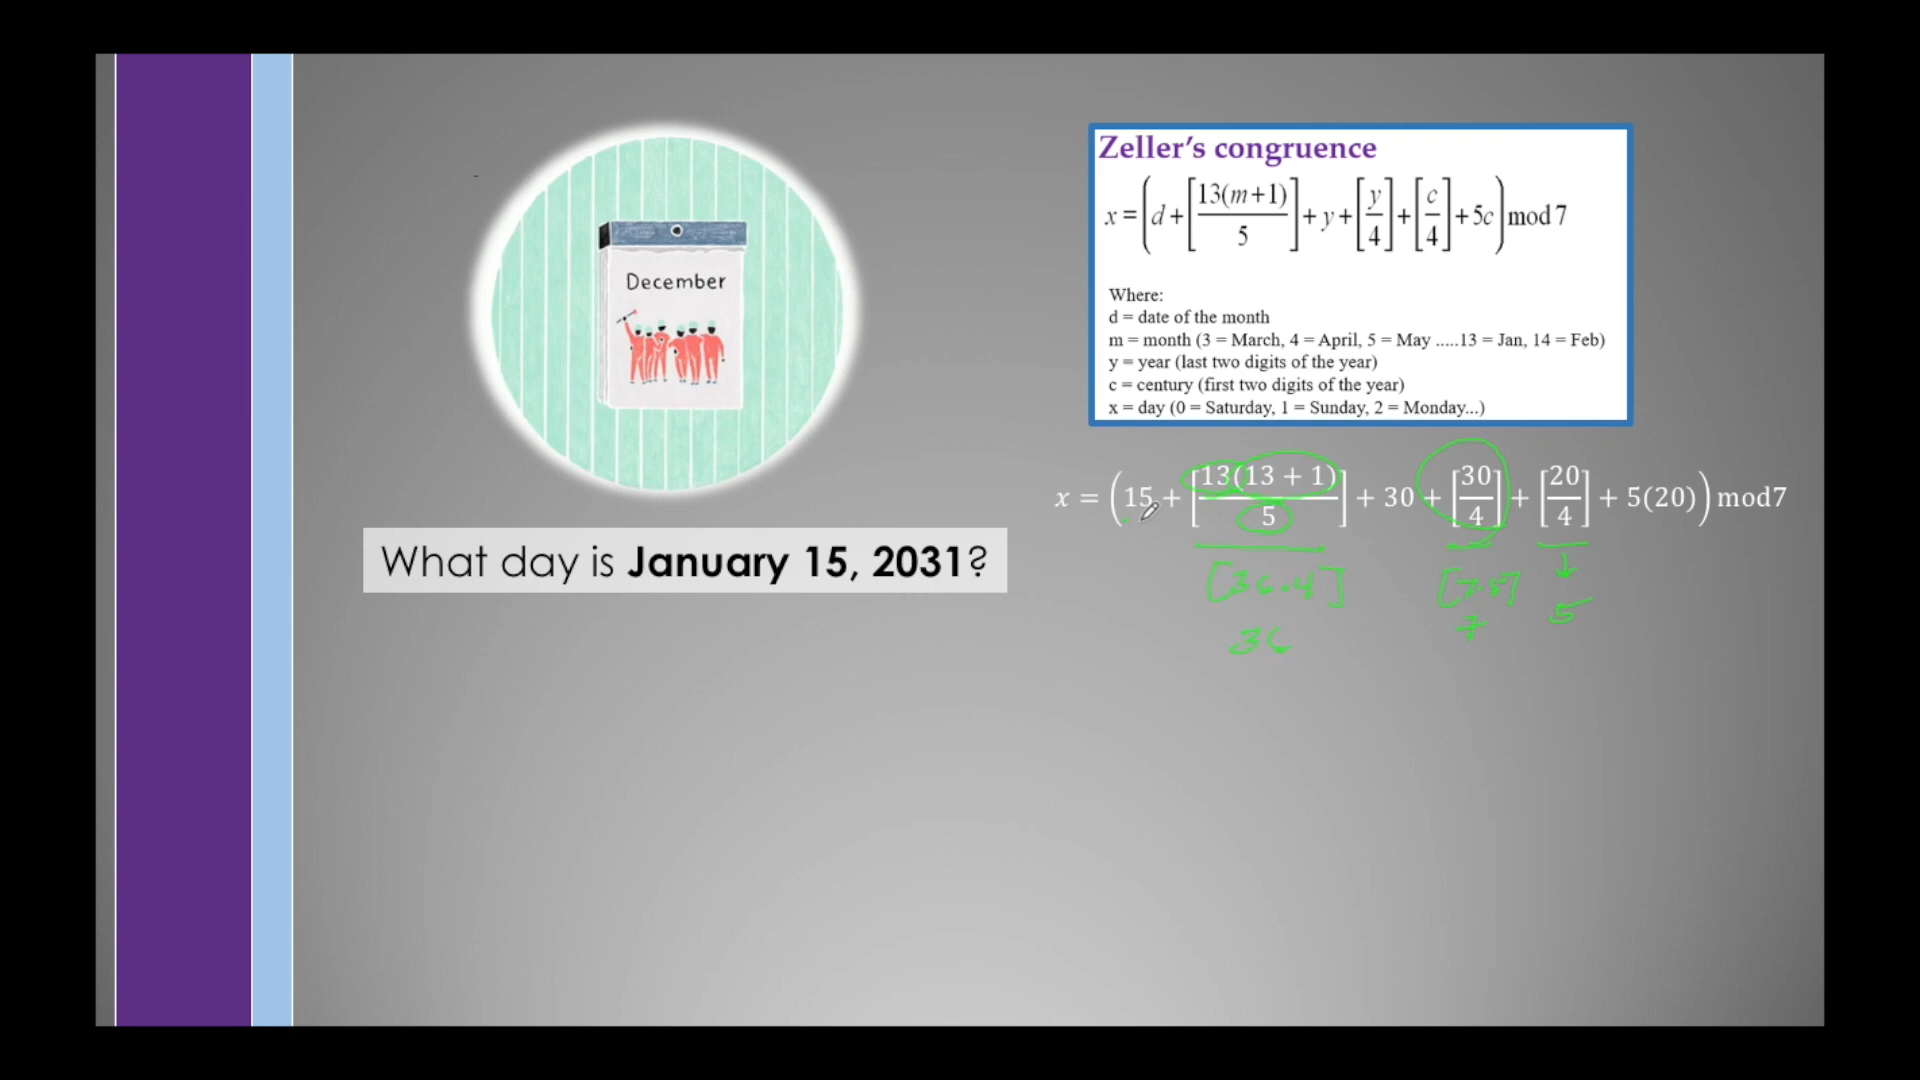 December
What day is January 15, 2031?
Zeller's congruence
x = (d + [13(m+1)/5] + y + [y/4] + [c/4] + 5c) mod 7
Where:
d = date of the month
m = month (3 = March, 4 = April, 5 = May .....13 = Jan, 14 = Feb)
y = year (last two digits of the year)
c = century (first two digits of the year)
x = day (0 = Saturday, 1 = Sunday, 2 = Monday...)
x = (15 + [13(13 + 1)/5] + 30 + [30/4] + [20/4] + 5(20)) mod7
[36.4] [7.5] ↓
36 7 5